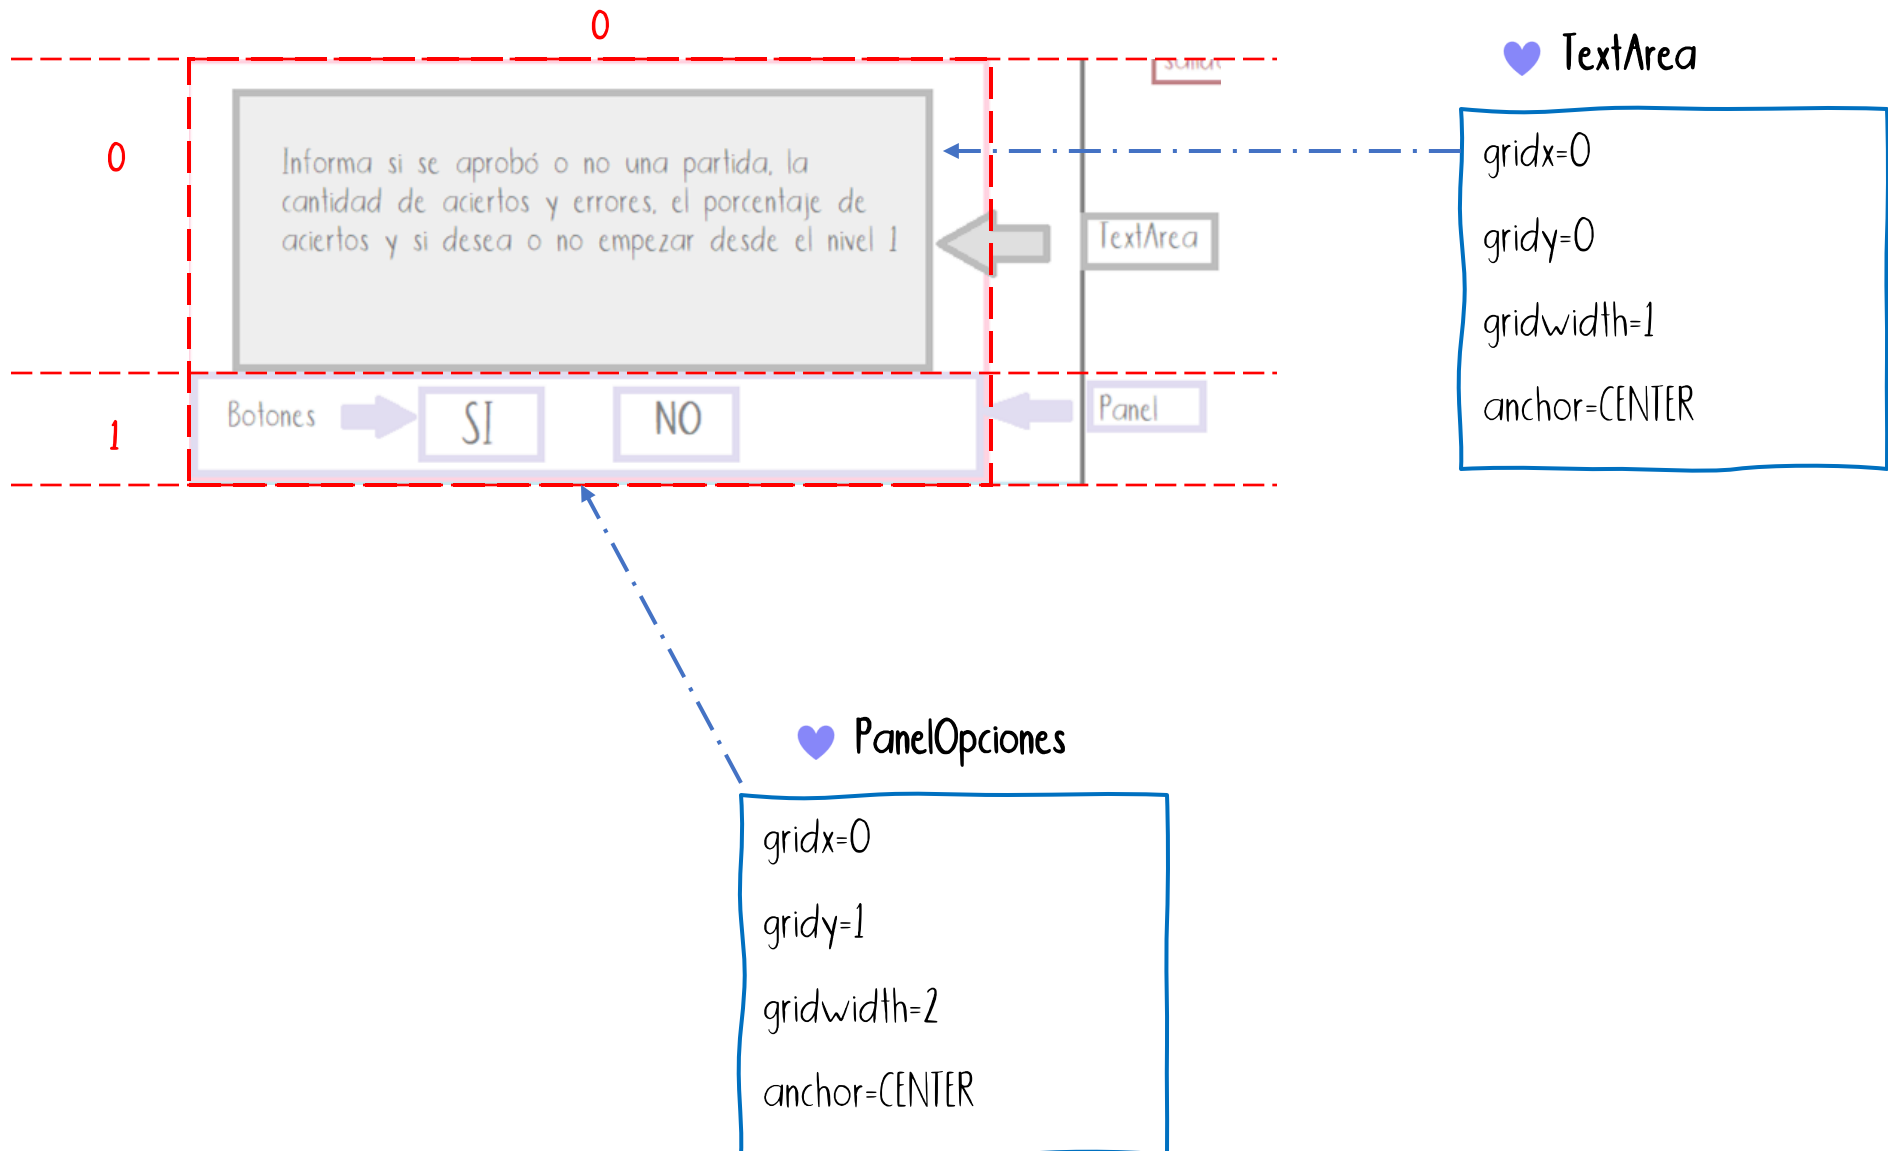 0
TextArea
0
gridx=0
Informa si se aprobó o no una partida, la
cantidad de aciertos y errores, el porcentaje de
aciertos y si desea o no empezar desde el nivel 1
TextArea
gridy=0
gridwidth=1
anchor=CENTER
1
Botones
SI
NO
Panel
PanelOpciones
gridx=0
gridy=1
gridwidth=2
anchor=CENTER